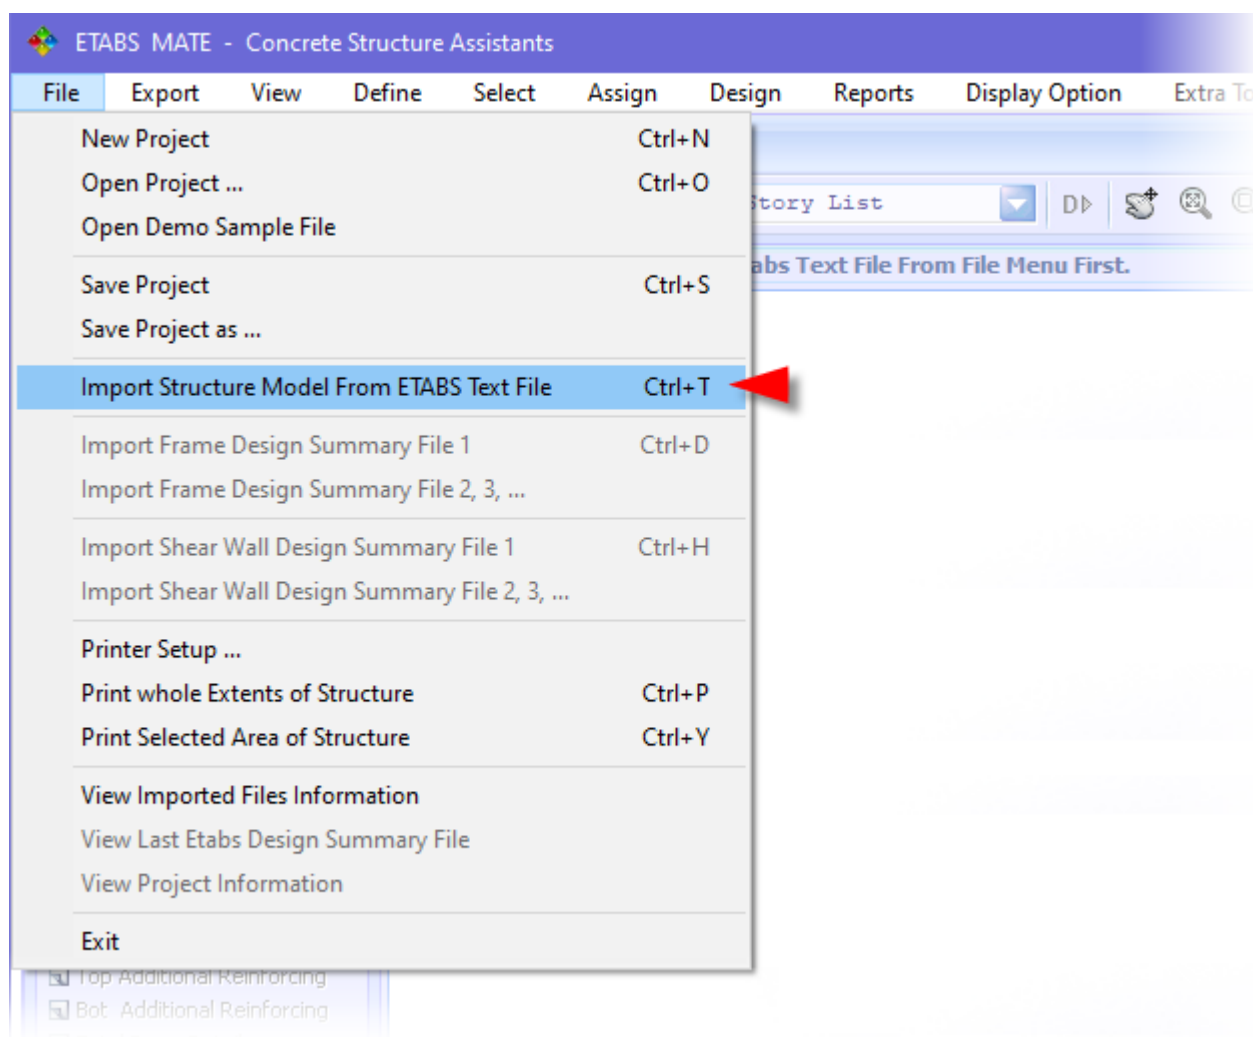 ETABS MATE - Concrete Structure Assistants
File Export View Define Select Assign Design Reports Display Option Extra
New Project Ctrl+N
Open Project ... Ctrl+O
Open Demo Sample File
Story List
Save Project Ctrl+S
Text File From File Menu First.
Save Project as ...
Import Structure Model From ETABS Text File Ctrl+T
Import Frame Design Summary File 1 Ctrl+D
Import Frame Design Summary File 2, 3, ...
Import Shear Wall Design Summary File 1 Ctrl+H
Import Shear Wall Design Summary File 2, 3, ...
Printer Setup ...
Print whole Extents of Structure Ctrl+P
Print Selected Area of Structure Ctrl+Y
View Imported Files Information
View Last Etabs Design Summary File
View Project Information
Exit
Top Additional Reinforcing
Bot Additional Reinforcing